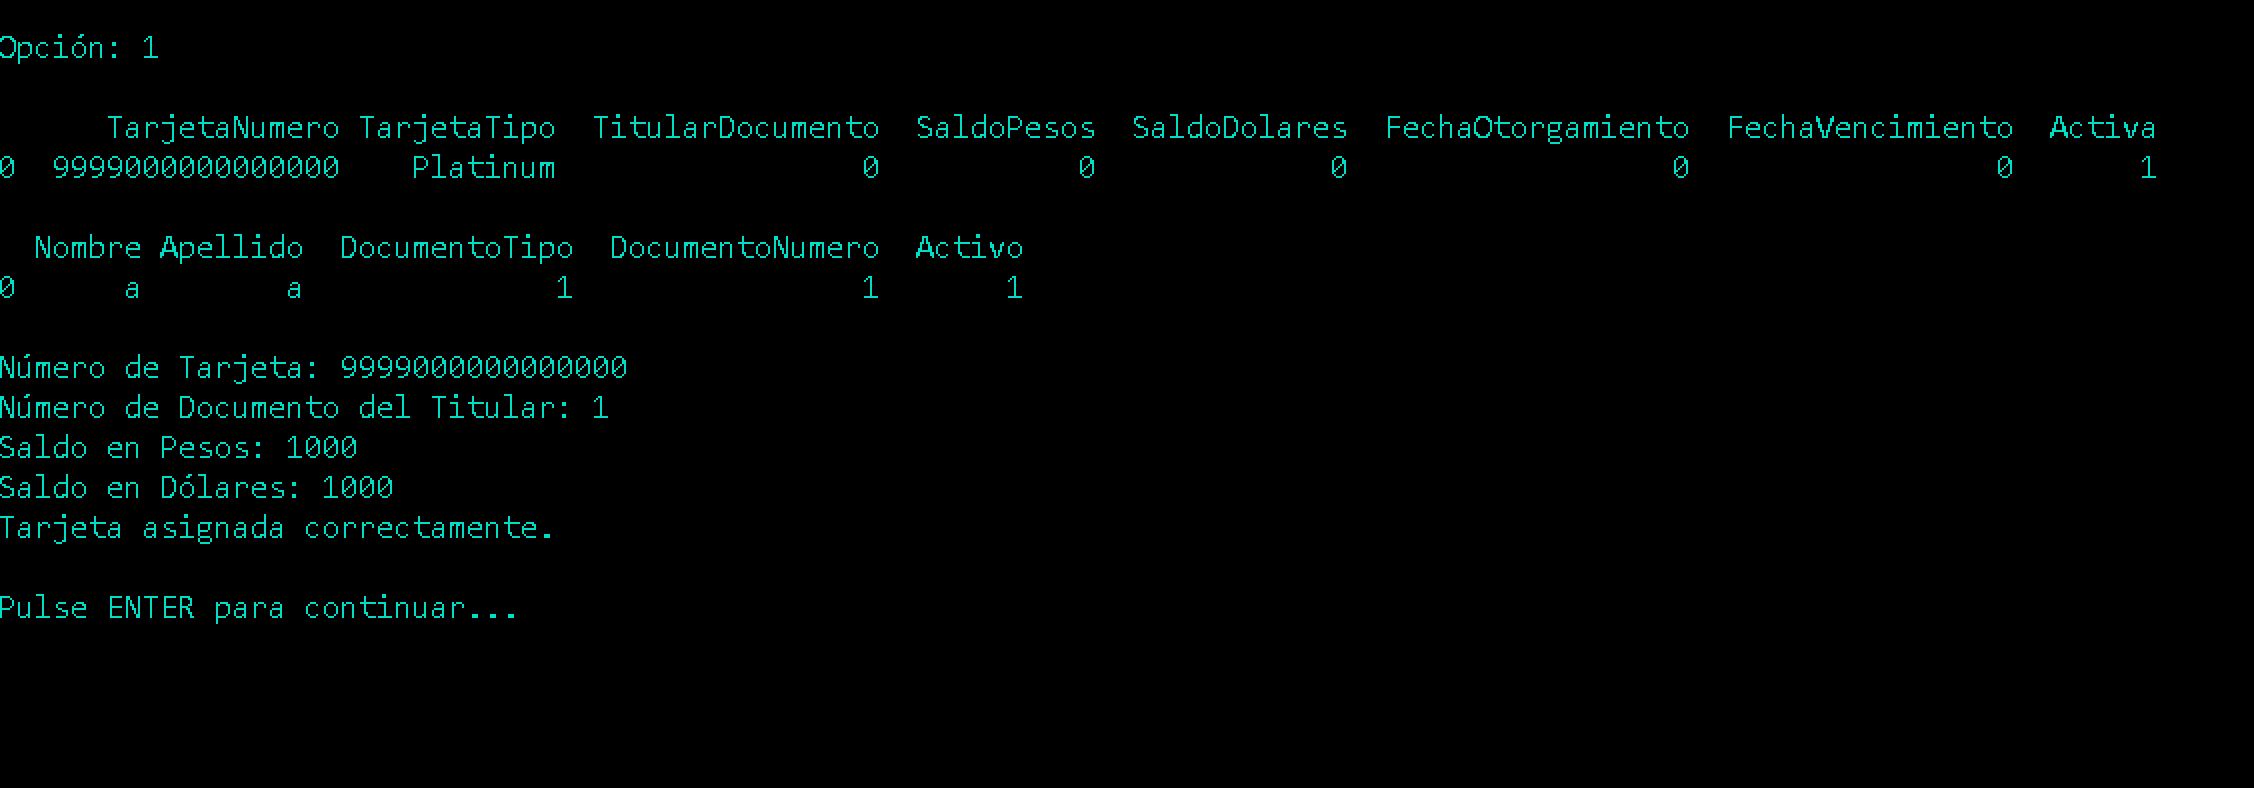 Opción: 1
TarjetaNumero TarjetaTipo TitularDocumento SaldoPesos SaldoDolares FechaOtorgamiento FechaVencimiento Activa
0 9999000000000000 Platinum 0 0 0 0 0 1
Nombre Apellido DocumentoTipo DocumentoNumero Activo
0 a a 1 1 1
Número de Tarjeta: 9999000000000000
Número de Documento del Titular: 1
Saldo en Pesos: 1000
Saldo en Dólares: 1000
Tarjeta asignada correctamente.
Pulse ENTER para continuar...